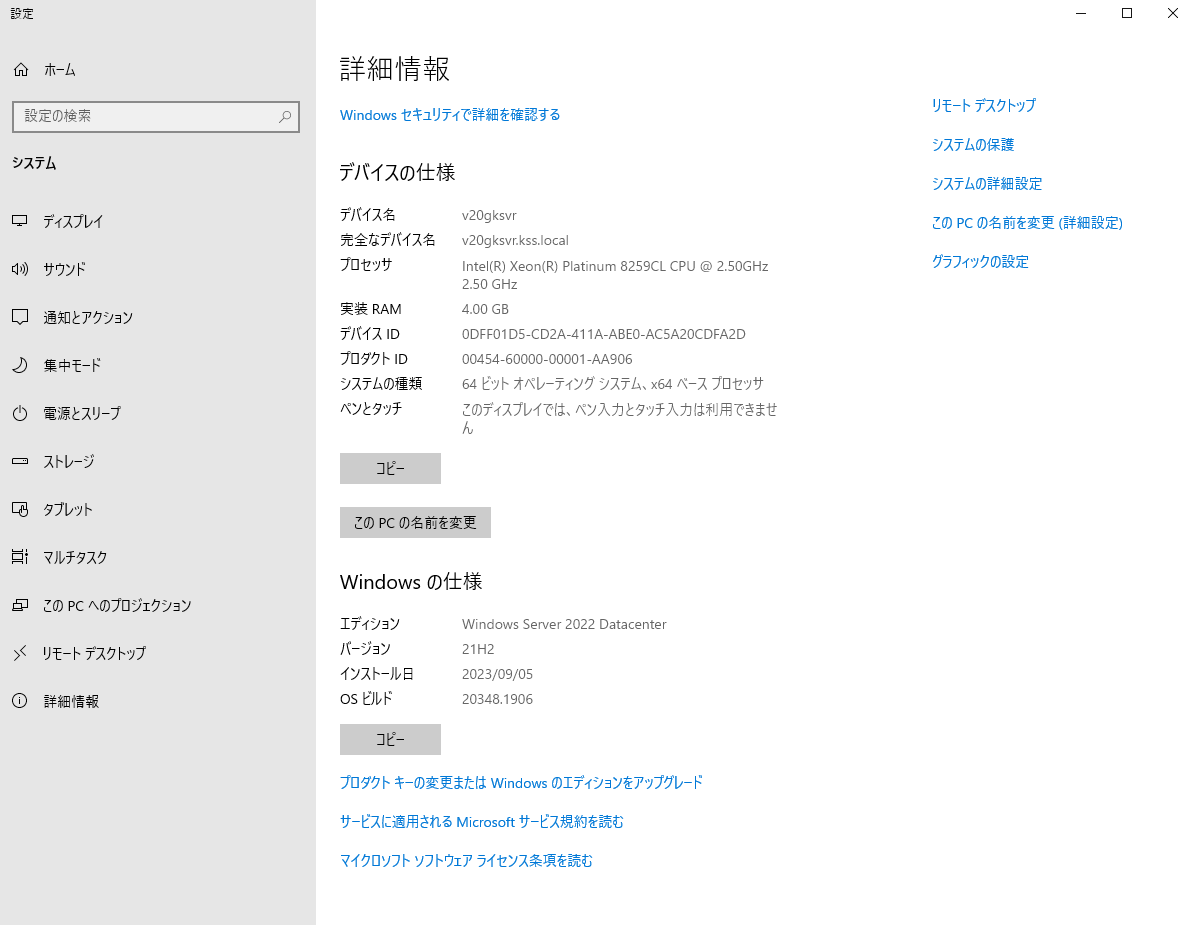 設定
ホーム
設定の検索
システム
ディスプレイ
サウンド
通知とアクション
集中モード
電源とスリープ
ストレージ
タブレット
マルチタスク
この PC へのプロジェクション
リモート デスクトップ
詳細情報
詳細情報
Windows セキュリティで詳細を確認する
デバイスの仕様
デバイス名 v20gksvr
完全なデバイス名 v20gksvr.kss.local
プロセッサ Intel(R) Xeon(R) Platinum 8259CL CPU @ 2.50GHz
2.50 GHz
実装 RAM 4.00 GB
デバイス ID 0DFF01D5-CD2A-411A-ABE0-AC5A20CDFA2D
プロダクト ID 00454-60000-00001-AA906
システムの種類 64 ビット オペレーティング システム、x64 ベース プロセッサ
ペンとタッチ このディスプレイでは、ペン入力とタッチ入力は利用できませ
ん
コピー
この PC の名前を変更
Windows の仕様
エディション Windows Server 2022 Datacenter
バージョン 21H2
インストール日 2023/09/05
OS ビルド 20348.1906
コピー
プロダクト キーの変更または Windows のエディションをアップグレード
サービスに適用される Microsoft サービス規約を読む
マイクロソフト ソフトウェア ライセンス条項を読む
リモート デスクトップ
システムの保護
システムの詳細設定
この PC の名前を変更 (詳細設定)
グラフィックの設定